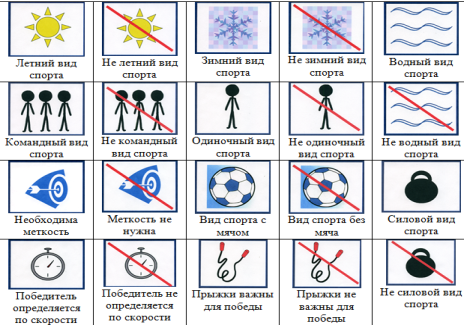 Летний вид
спорта
Не летний вид
спорта
Зимний вид
спорта
Не зимний вид
спорта
Водный вид
спорта
Командный вид
спорта
Не командный
вид спорта
Одиночный вид
спорта
Не одиночный
вид спорта
Не водный вид
спорта
Необходима
меткость
Меткость не
нужна
Вид спорта с
мячом
Вид спорта без
мяча
Силовой вид
спорта
Победитель
определяется
по скорости
Победитель не
определяется
по скорости
Прыжки важны
для победы
Прыжки не
важны для
победы
Не силовой вид
спорта